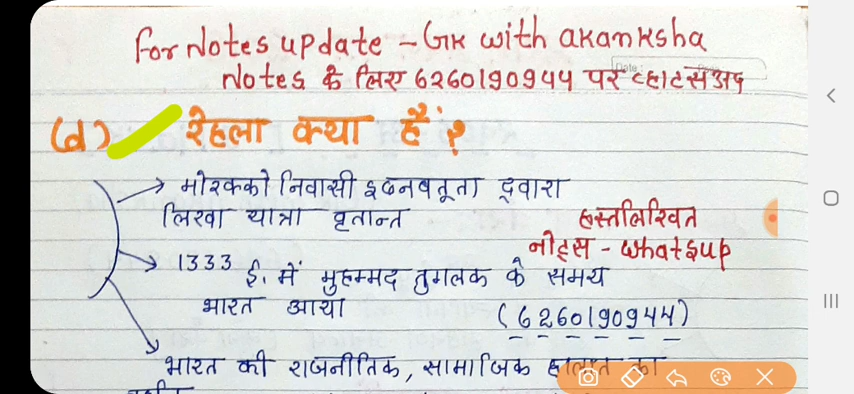 For Notes update - GK with akanksha
Notes के लिए 6260190944 पर व्हाटसअप
(d) रेहला क्या है?
→ मोरक्को निवासी इब्नबतूता द्वारा
लिखा यात्रा वृतान्त
हस्तलिखित
नोट्स - whatsup
→ 1333 ई. में मुहम्मद तुगलक के समय
भारत आया
(6260190944)
भारत की राजनीतिक, सामाजिक हालात का